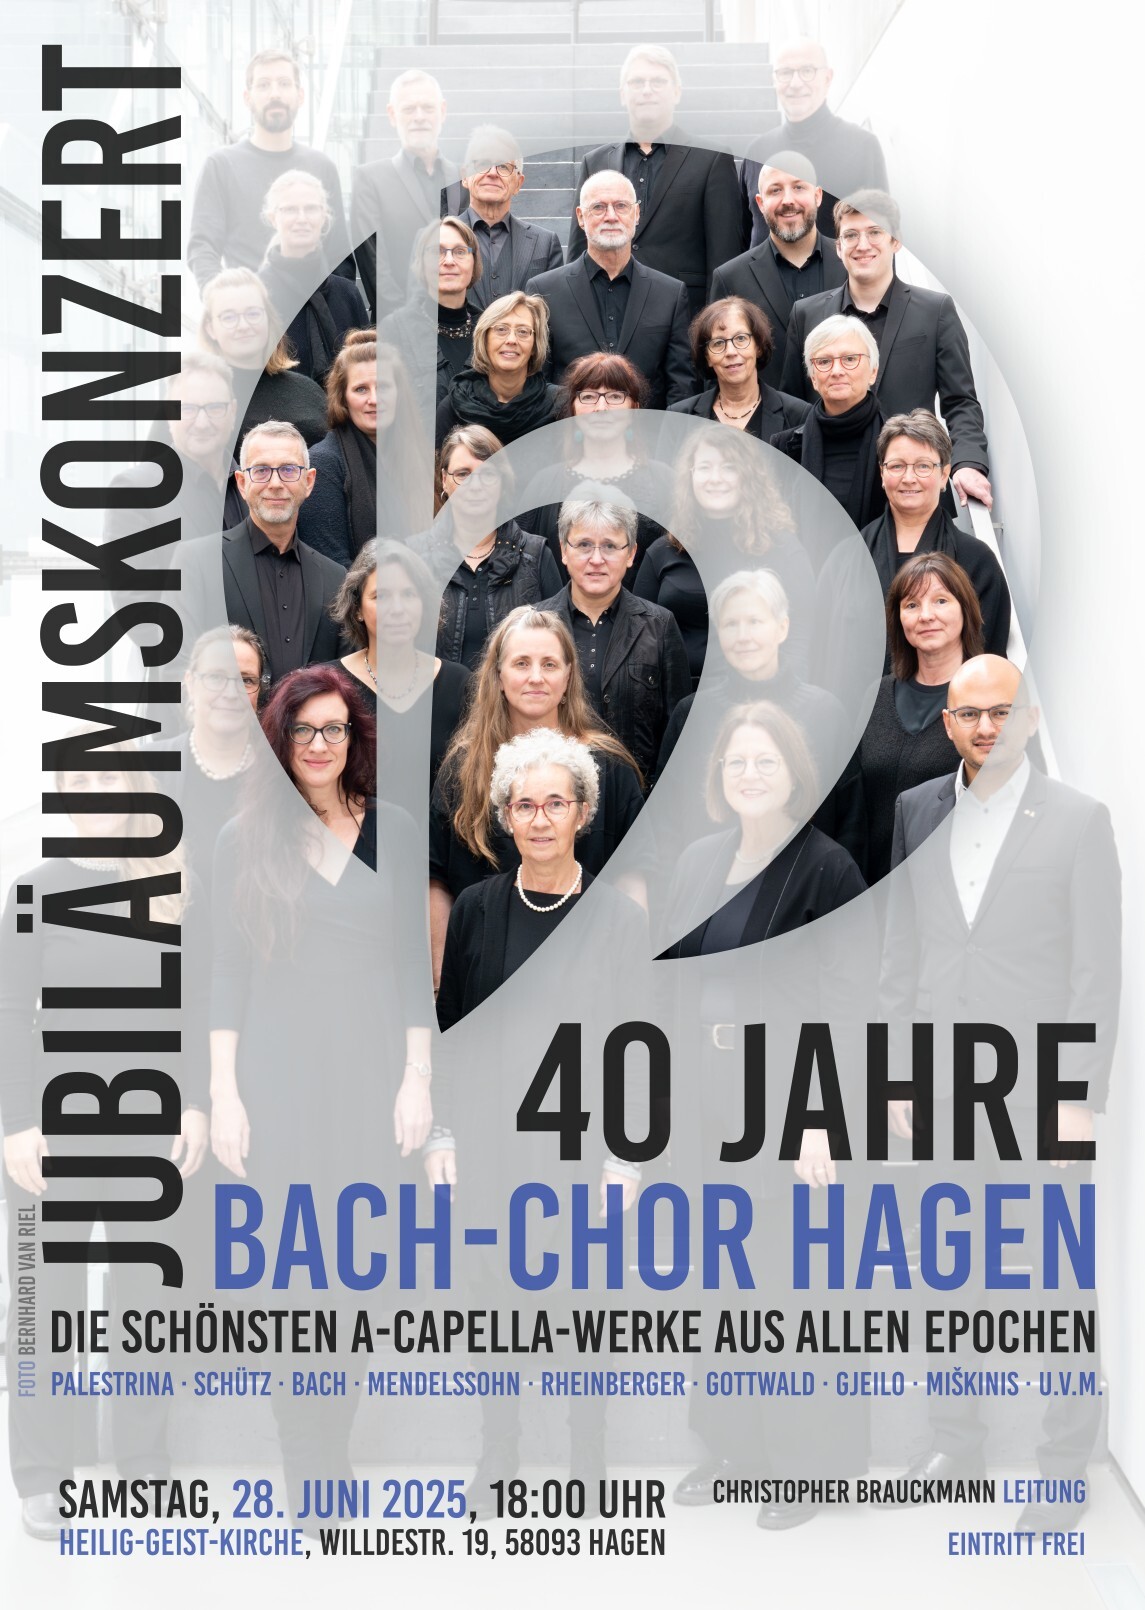 JUBILÄUMSKONZERT
40 JAHRE
BACH-CHOR HAGEN
DIE SCHÖNSTEN A-CAPELLA-WERKE AUS ALLEN EPOCHEN
PALESTRINA · SCHÜTZ · BACH · MENDELSSOHN · RHEINBERGER · GOTTWALD · GJEILO · MIŠKINIS · U.V.M.
FOTO BERNHARD VAN RIEL
SAMSTAG, 28. JUNI 2025, 18:00 UHR
HEILIG-GEIST-KIRCHE, WILLDESTR. 19, 58093 HAGEN
CHRISTOPHER BRAUCKMANN LEITUNG
EINTRITT FREI